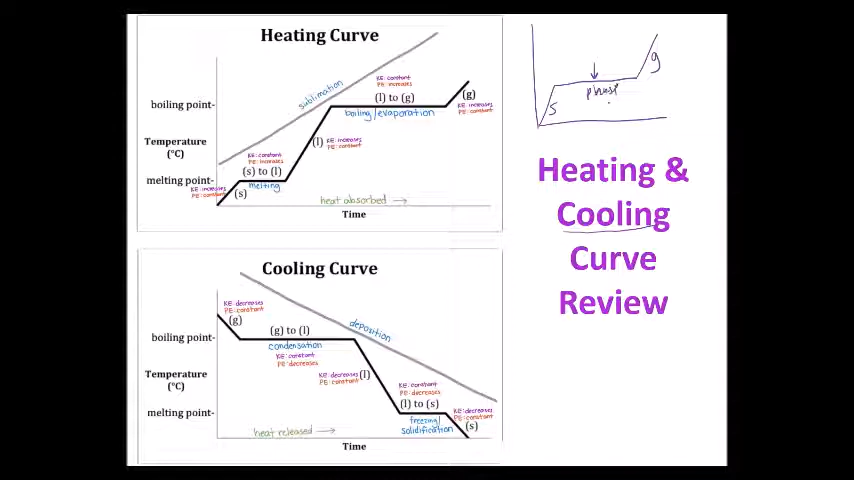 Heating Curve
sublimation
KE: constant
PE: increases
(l) to (g)
boiling/evaporation
(g)
KE: increases
PE: constant
boiling point-
Temperature
(°C)
(l)
KE: increases
PE: constant
KE: constant
PE: increases
(s) to (l)
melting
melting point-
KE: increases
PE: constant
(s)
heat absorbed →
Time
Cooling Curve
KE: decreases
PE: constant
(g)
(g) to (l)
condensation
KE: constant
PE: decreases
deposition
boiling point-
Temperature
(°C)
KE: decreases
PE: constant
(l)
KE: constant
PE: decreases
(l) to (s)
freezing/
solidification
melting point-
KE: decreases
PE: constant
(s)
heat released →
Time
s
g
Heating &
Cooling
Curve
Review